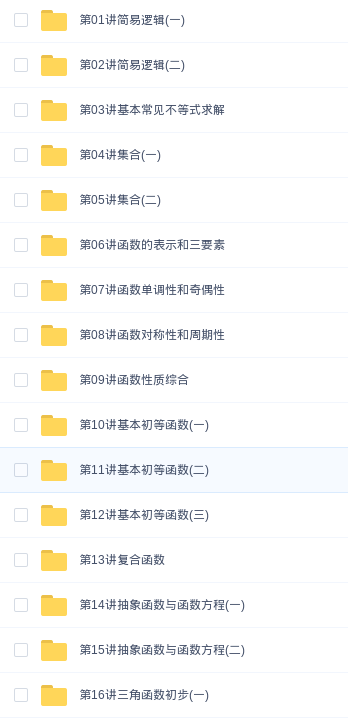 第01讲简易逻辑(一)
第02讲简易逻辑(二)
第03讲基本常见不等式求解
第04讲集合(一)
第05讲集合(二)
第06讲函数的表示和三要素
第07讲函数单调性和奇偶性
第08讲函数对称性和周期性
第09讲函数性质综合
第10讲基本初等函数(一)
第11讲基本初等函数(二)
第12讲基本初等函数(三)
第13讲复合函数
第14讲抽象函数与函数方程(一)
第15讲抽象函数与函数方程(二)
第16讲三角函数初步(一)